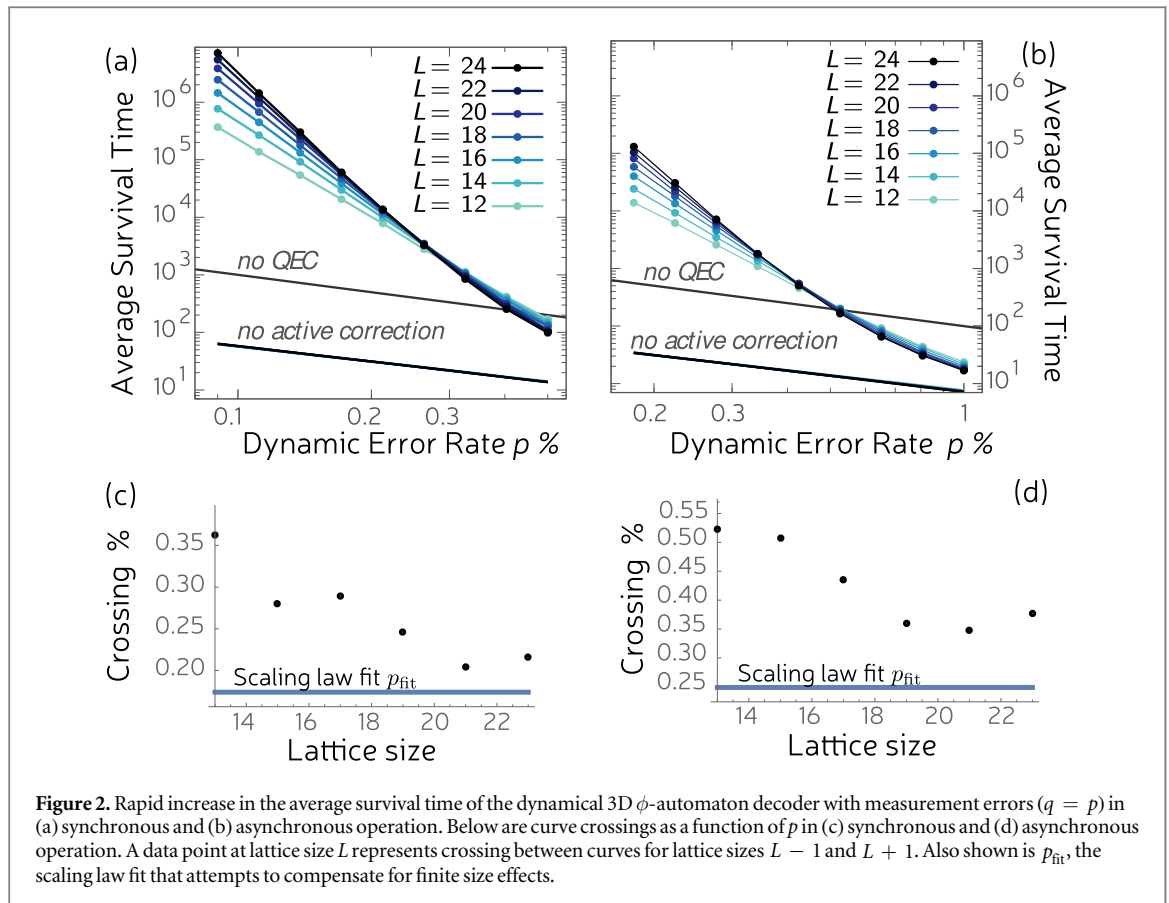 (a)
Average Survival Time
10^6
10^5
10^4
10^3
10^2
10^1
L = 24
L = 22
L = 20
L = 18
L = 16
L = 14
L = 12
no QEC
no active correction
0.1
0.2
0.3
Dynamic Error Rate p %
(b)
L = 24
L = 22
L = 20
L = 18
L = 16
L = 14
L = 12
10^6
10^5
10^4
10^3
10^2
10^1
Average Survival Time
no QEC
no active correction
0.2
0.3
1
Dynamic Error Rate p %
(c)
Crossing %
0.35
0.30
0.25
0.20
Scaling law fit p_fit
14 16 18 20 22
Lattice size
(d)
Crossing %
0.55
0.50
0.45
0.40
0.35
0.30
0.25
Scaling law fit p_fit
14 16 18 20 22
Lattice size
Figure 2. Rapid increase in the average survival time of the dynamical 3D ϕ-automaton decoder with measurement errors (q = p) in
(a) synchronous and (b) asynchronous operation. Below are curve crossings as a function of p in (c) synchronous and (d) asynchronous
operation. A data point at lattice size L represents crossing between curves for lattice sizes L − 1 and L + 1. Also shown is p_fit, the
scaling law fit that attempts to compensate for finite size effects.